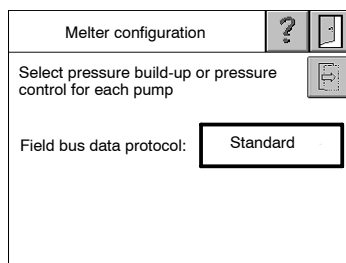 Melter configuration
?
Select pressure build-up or pressure
control for each pump
Field bus data protocol:
Standard